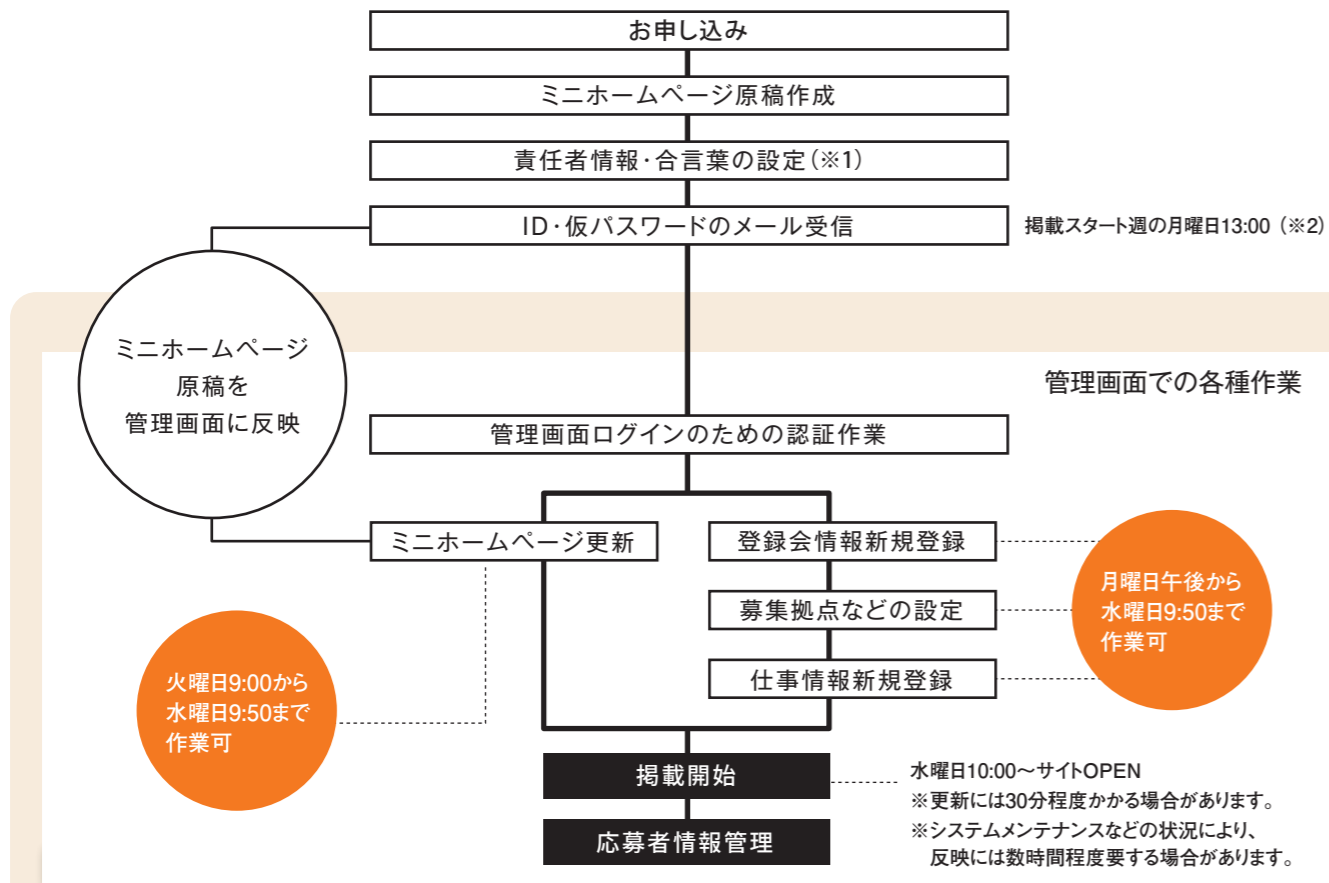 お申し込み
ミニホームページ原稿作成
責任者情報・合言葉の設定(※1)
ID・仮パスワードのメール受信
掲載スタート週の月曜日13:00（※2）
ミニホームページ
原稿を
管理画面に反映
管理画面での各種作業
管理画面ログインのための認証作業
ミニホームページ更新
登録会情報新規登録
募集拠点などの設定
仕事情報新規登録
月曜日午後から
水曜日9:50まで
作業可
火曜日9:00から
水曜日9:50まで
作業可
掲載開始
水曜日10:00～サイトOPEN
※更新には30分程度かかる場合があります。
※システムメンテナンスなどの状況により、
反映には数時間程度要する場合があります。
応募者情報管理